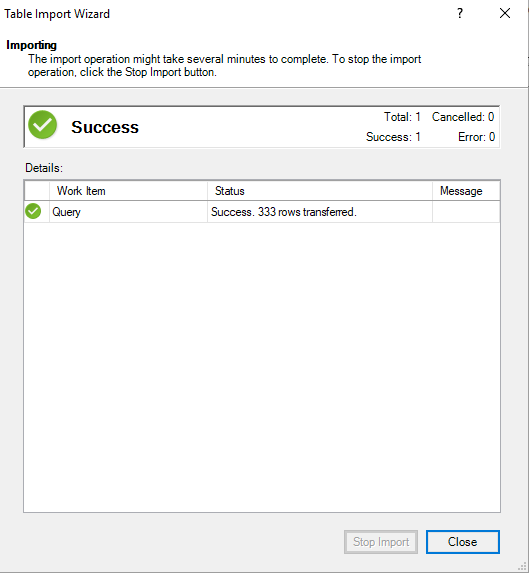 Table Import Wizard
?
Importing
The import operation might take several minutes to complete. To stop the import
operation, click the Stop Import button.
Success
Total: 1 Cancelled: 0
Success: 1 Error: 0
Details:
Work Item Status Message
Query Success. 333 rows transferred.
Stop Import Close